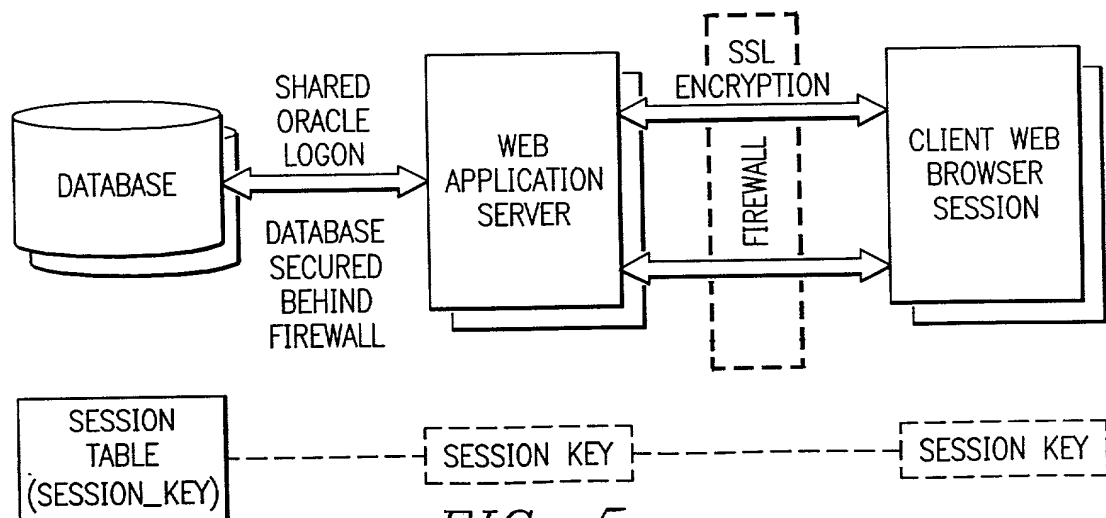 DATABASE
SHARED
ORACLE
LOGON
DATABASE
SECURED
BEHIND
FIREWALL
WEB
APPLICATION
SERVER
SSL
ENCRYPTION
FIREWALL
CLIENT WEB
BROWSER
SESSION
SESSION
TABLE
(SESSION_KEY)
SESSION KEY
SESSION KEY